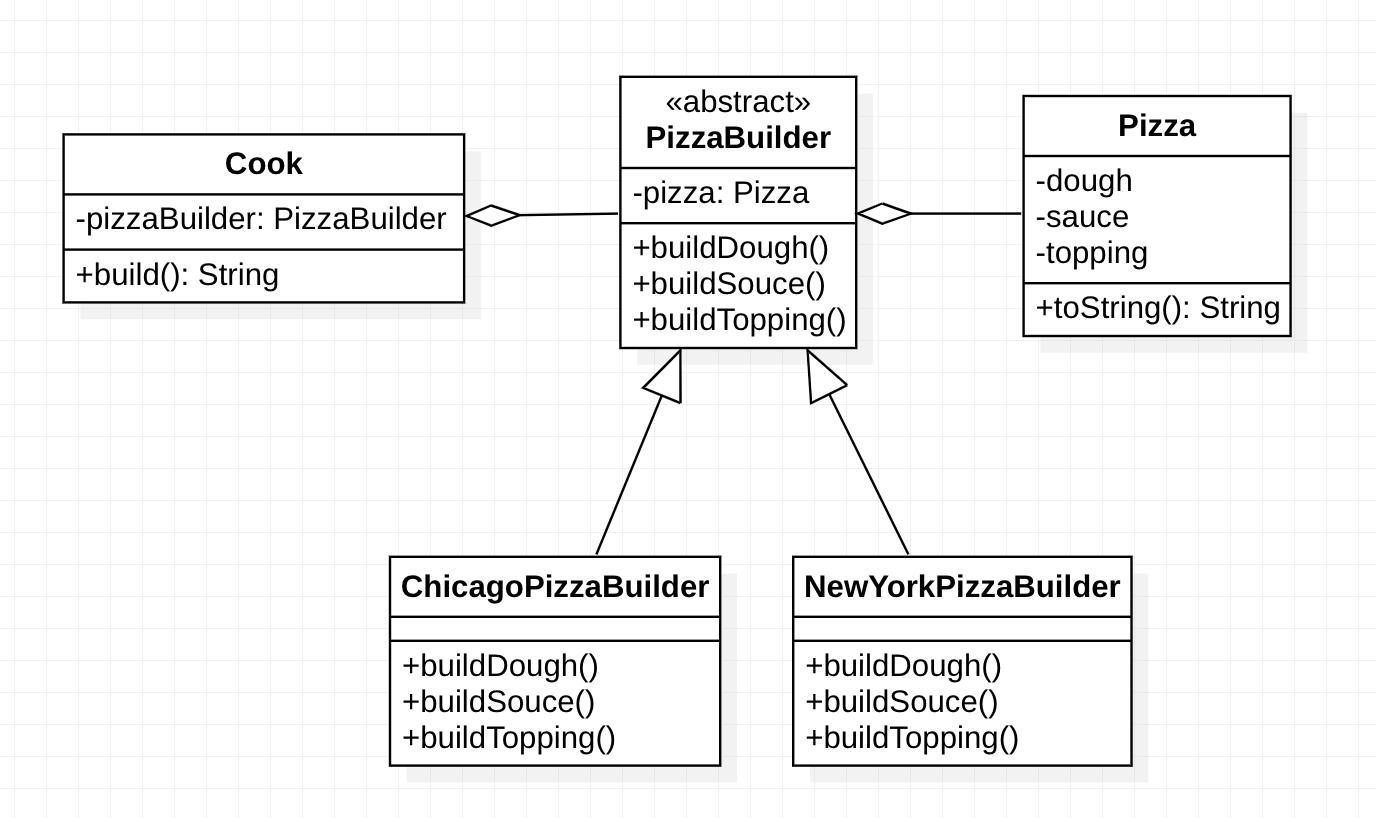 Cook
-pizzaBuilder: PizzaBuilder
+build(): String
«abstract»
PizzaBuilder
-pizza: Pizza
+buildDough()
+buildSouce()
+buildTopping()
Pizza
-dough
-sauce
-topping
+toString(): String
ChicagoPizzaBuilder
+buildDough()
+buildSouce()
+buildTopping()
NewYorkPizzaBuilder
+buildDough()
+buildSouce()
+buildTopping()